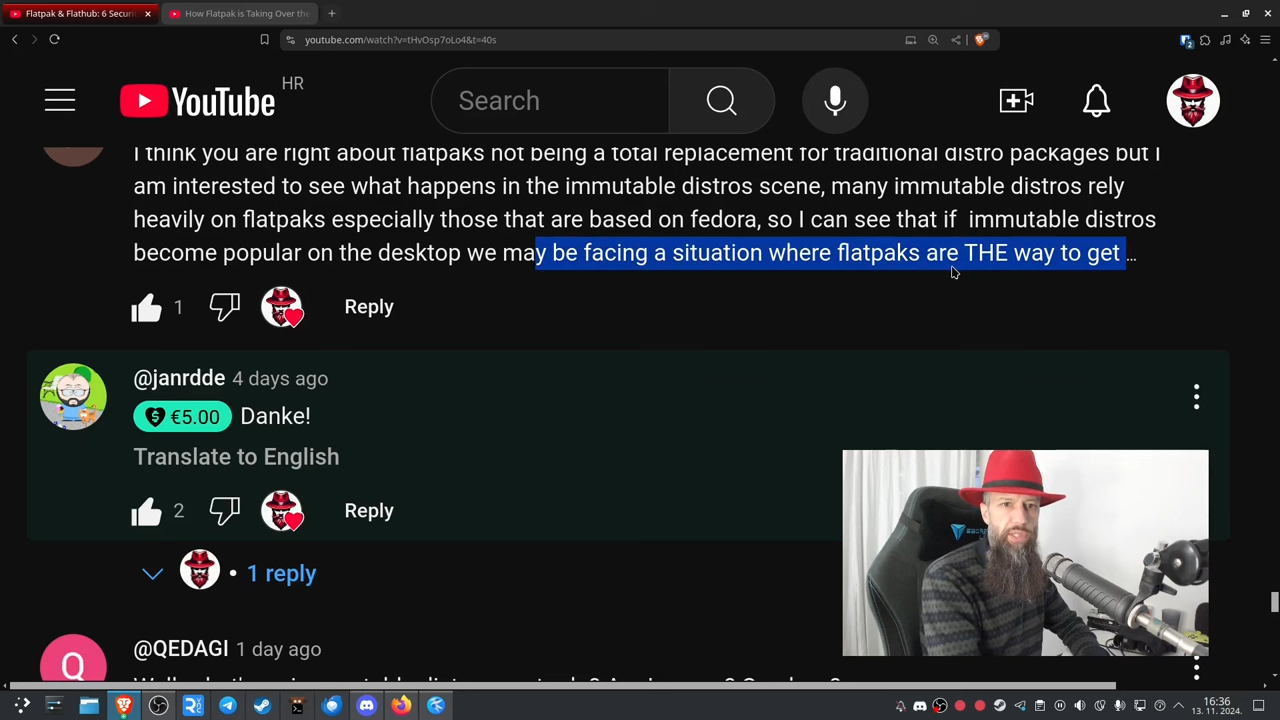 Flatpak & Flathub: 6 Securi
How Flatpak is Taking Over the
youtube.com/watch?v=tHvOsp7oLo4&t=40s
YouTube
HR
Search
I think you are right about flatpaks not being a total replacement for traditional distro packages but I
am interested to see what happens in the immutable distros scene, many immutable distros rely
heavily on flatpaks especially those that are based on fedora, so I can see that if immutable distros
become popular on the desktop we may be facing a situation where flatpaks are THE way to get ...
1
Reply
@janrdde 4 days ago
€5.00 Danke!
Translate to English
2
Reply
• 1 reply
Q
@QEDAGI 1 day ago
16:36
13. 11. 2024.